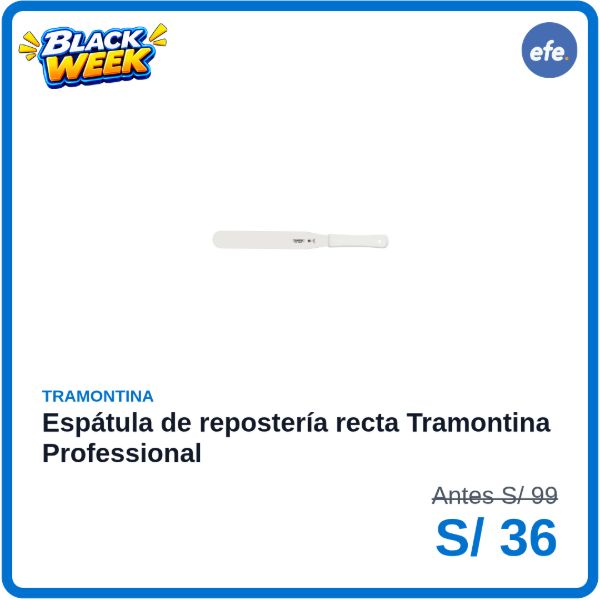 BLACK
WEEK
efe.
TRAMONTINA
Espátula de repostería recta Tramontina
Professional
Antes S/ 99
S/ 36